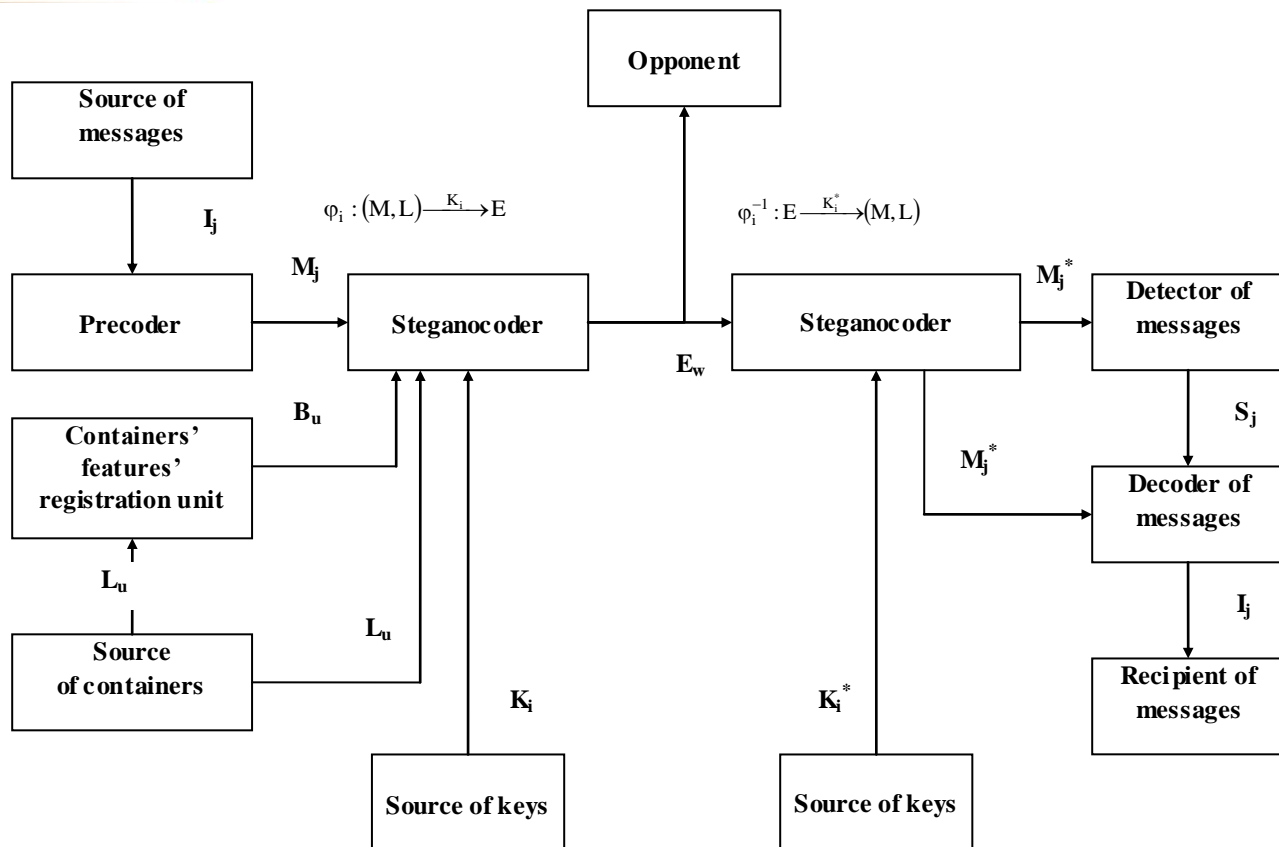 Opponent
Source of
messages
I_j
φ_i : (M, L) —K_i→ E
φ_i^{-1} : E —K_i^*→ (M, L)
M_j
M_j^*
Precoder
Steganocoder
Steganocoder
Detector of
messages
E_w
B_u
S_j
Containers’
features’
registration unit
M_j^*
Decoder of
messages
L_u
L_u
I_j
Source
of containers
K_i
K_i^*
Recipient of
messages
Source of keys
Source of keys